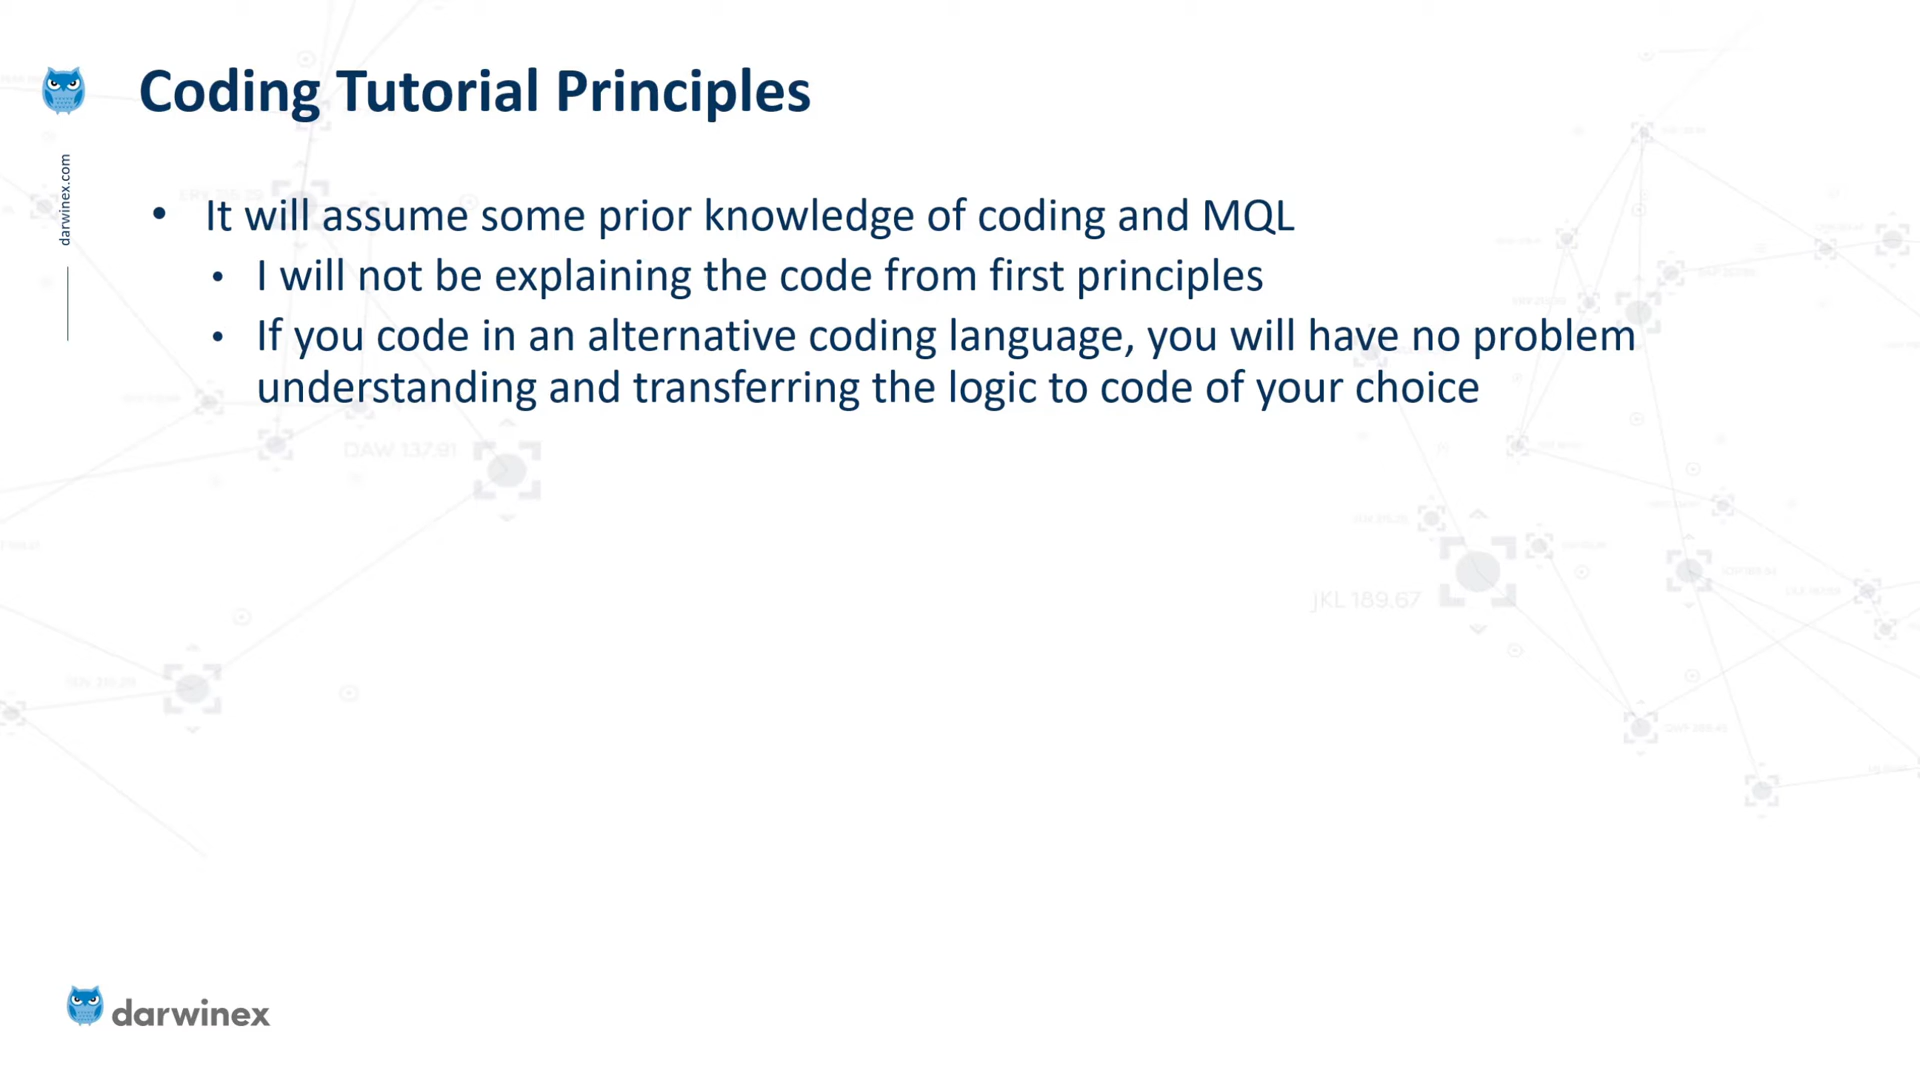 Coding Tutorial Principles
darwinex.com
• It will assume some prior knowledge of coding and MQL
• I will not be explaining the code from first principles
• If you code in an alternative coding language, you will have no problem
understanding and transferring the logic to code of your choice
DAW 137.91
jKL 189.67
darwinex